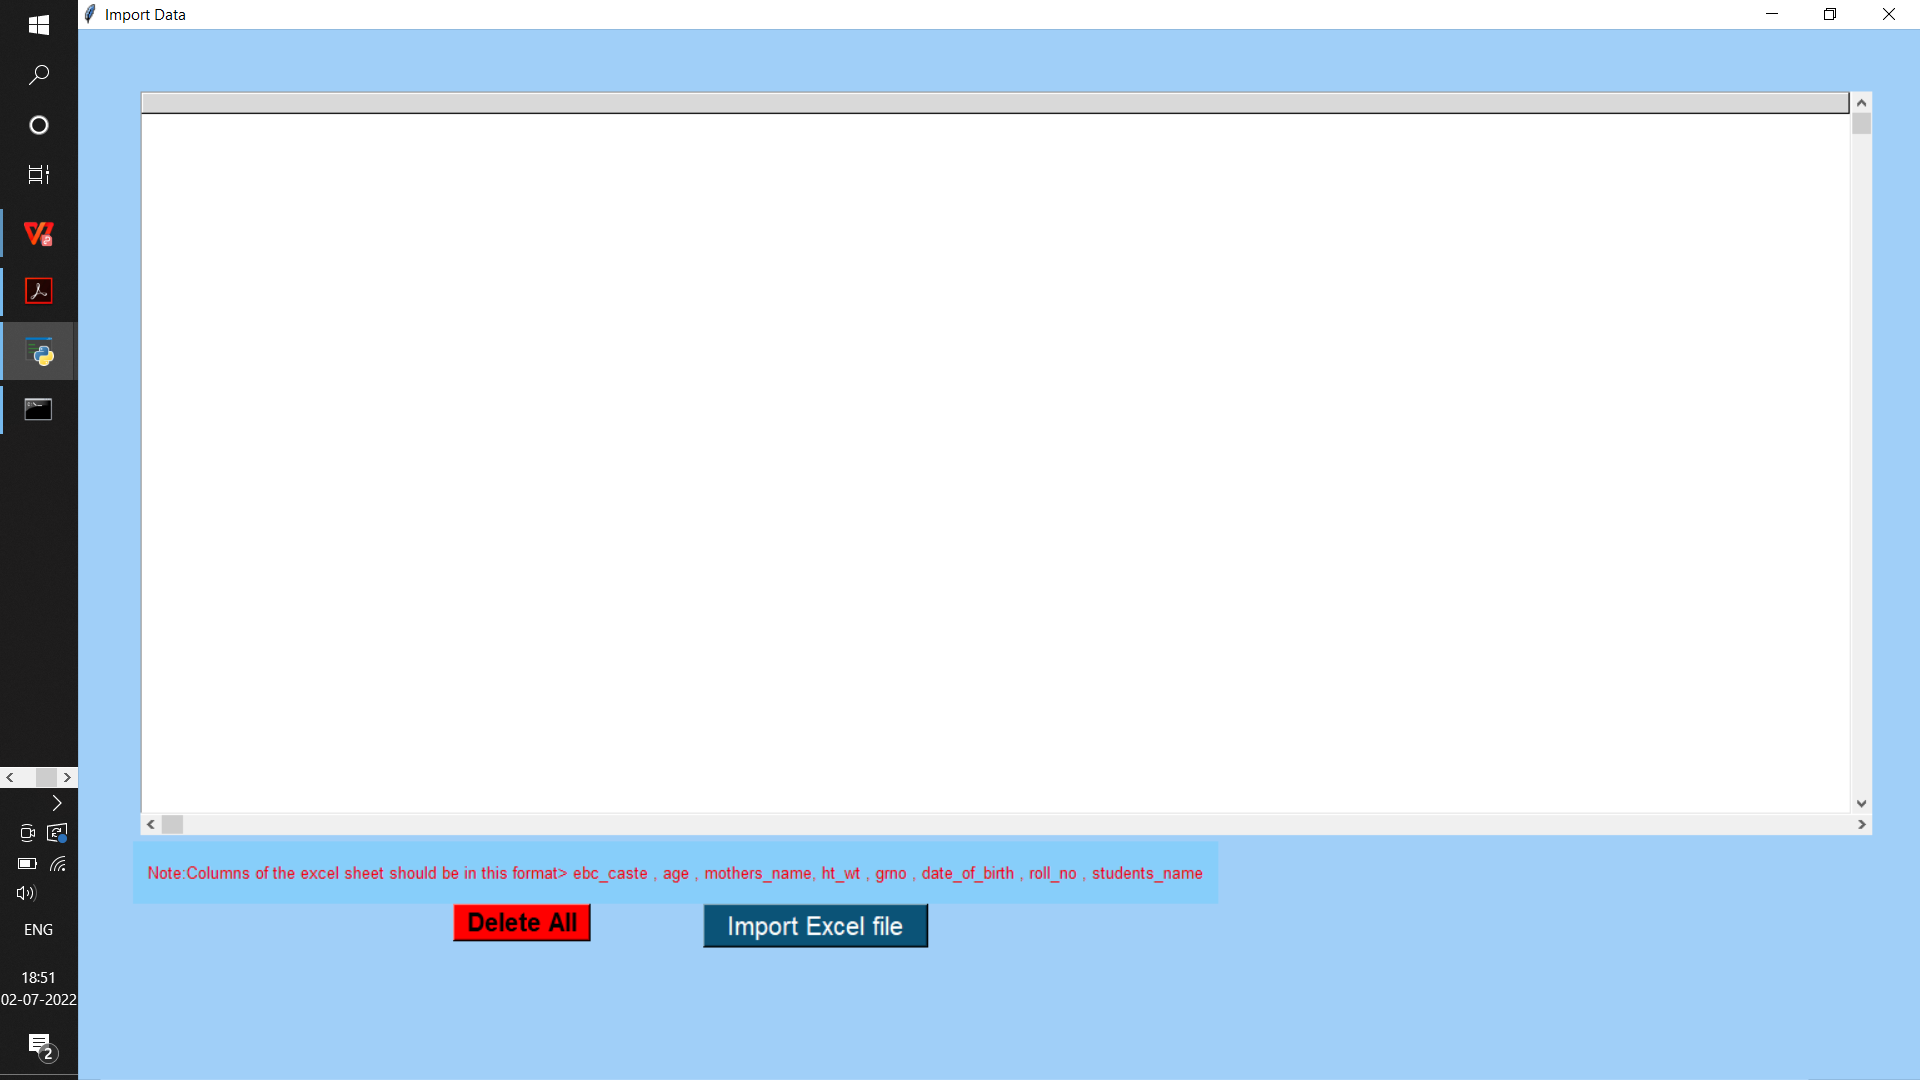 Import Data
Note:Columns of the excel sheet should be in this format> ebc_caste , age , mothers_name, ht_wt , grno , date_of_birth , roll_no , students_name
Delete All
Import Excel file
ENG
18:51
02-07-2022
2